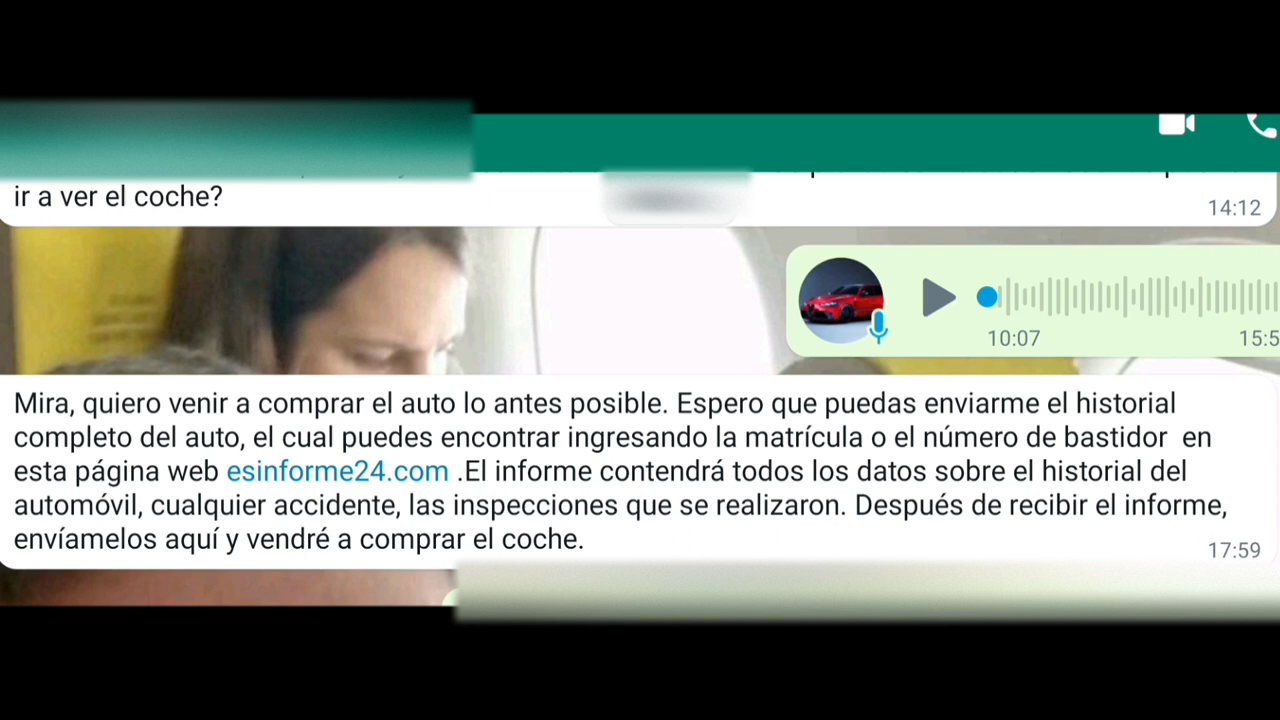 ir a ver el coche?
14:12
10:07
15:5
Mira, quiero venir a comprar el auto lo antes posible. Espero que puedas enviarme el historial
completo del auto, el cual puedes encontrar ingresando la matrícula o el número de bastidor en
esta página web esinforme24.com .El informe contendrá todos los datos sobre el historial del
automóvil, cualquier accidente, las inspecciones que se realizaron. Después de recibir el informe,
envíamelos aquí y vendré a comprar el coche.
17:59